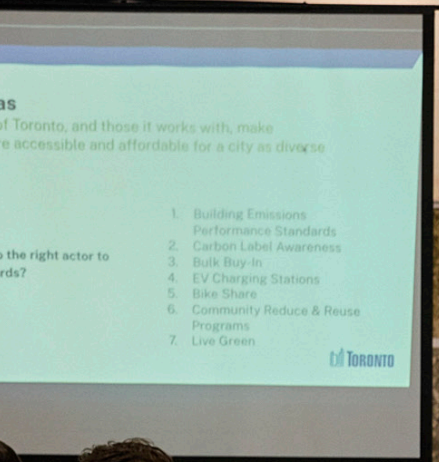 as
of Toronto, and those it works with, make
e accessible and affordable for a city as diverse
the right actor to
rds?
1. Building Emissions
Performance Standards
2. Carbon Label Awareness
3. Bulk Buy-In
4. EV Charging Stations
5. Bike Share
6. Community Reduce & Reuse
Programs
7. Live Green
TORONTO